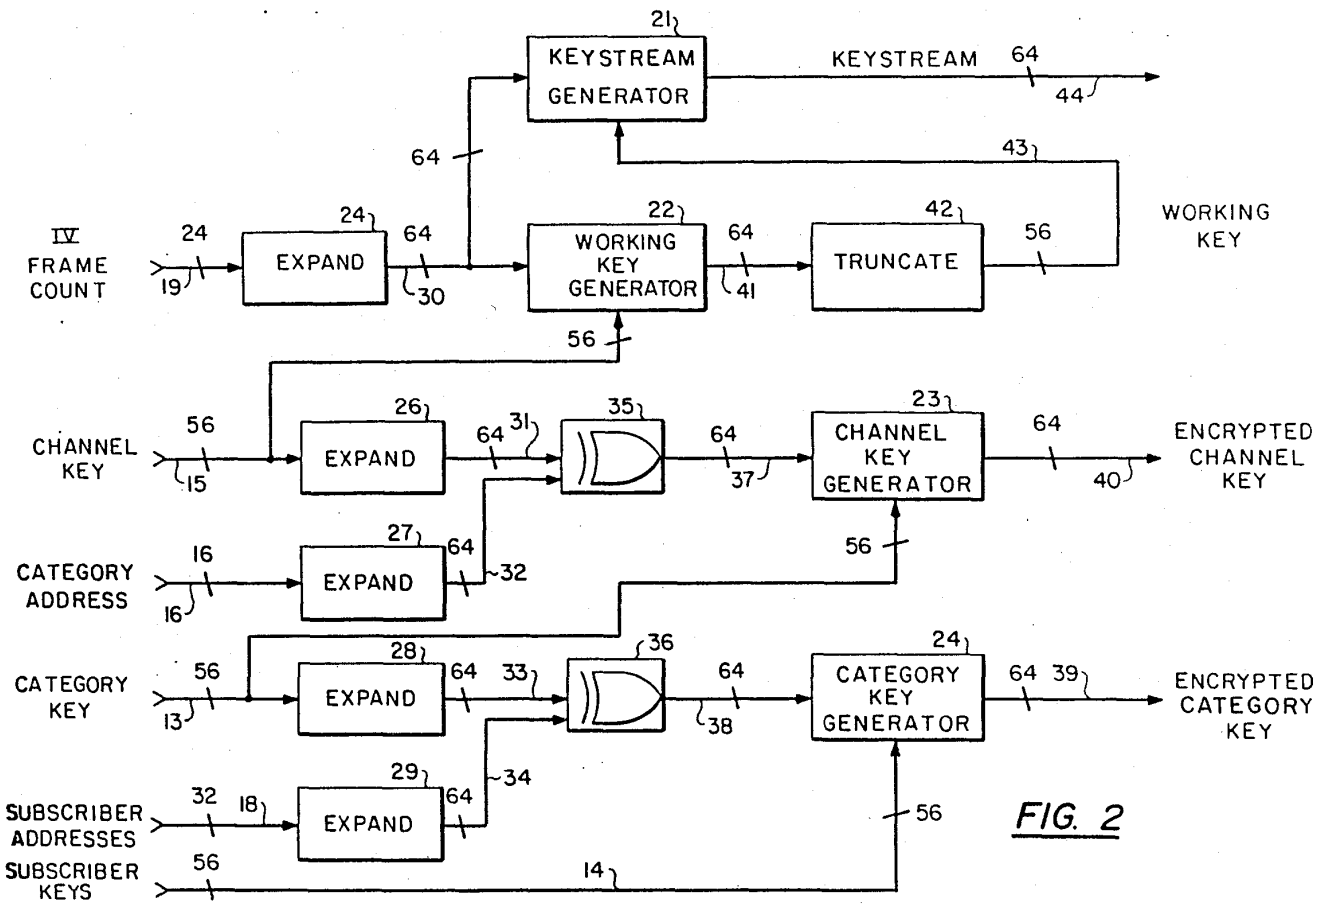 21
KEYSTREAM
GENERATOR
KEYSTREAM
64
44
64
43
IV
FRAME
COUNT
24
19
24
EXPAND
64
30
22
WORKING
KEY
GENERATOR
64
41
42
TRUNCATE
56
WORKING
KEY
56
CHANNEL
KEY
56
15
26
EXPAND
64
31
35
64
37
23
CHANNEL
KEY
GENERATOR
64
40
ENCRYPTED
CHANNEL
KEY
CATEGORY
ADDRESS
16
16
27
EXPAND
64
32
56
CATEGORY
KEY
56
13
28
EXPAND
64
33
36
64
38
24
CATEGORY
KEY
GENERATOR
64
39
ENCRYPTED
CATEGORY
KEY
SUBSCRIBER
ADDRESSES
32
18
29
EXPAND
64
34
56
SUBSCRIBER
KEYS
56
14
FIG. 2